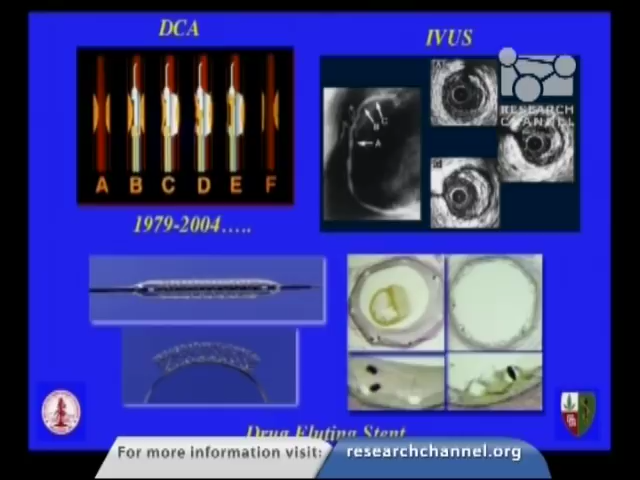 DCA
IVUS
RESEARCH
CHANNEL
A B C D E F
A
B
C
A
1979-2004.....
Drug Eluting Stent
For more information visit: researchchannel.org